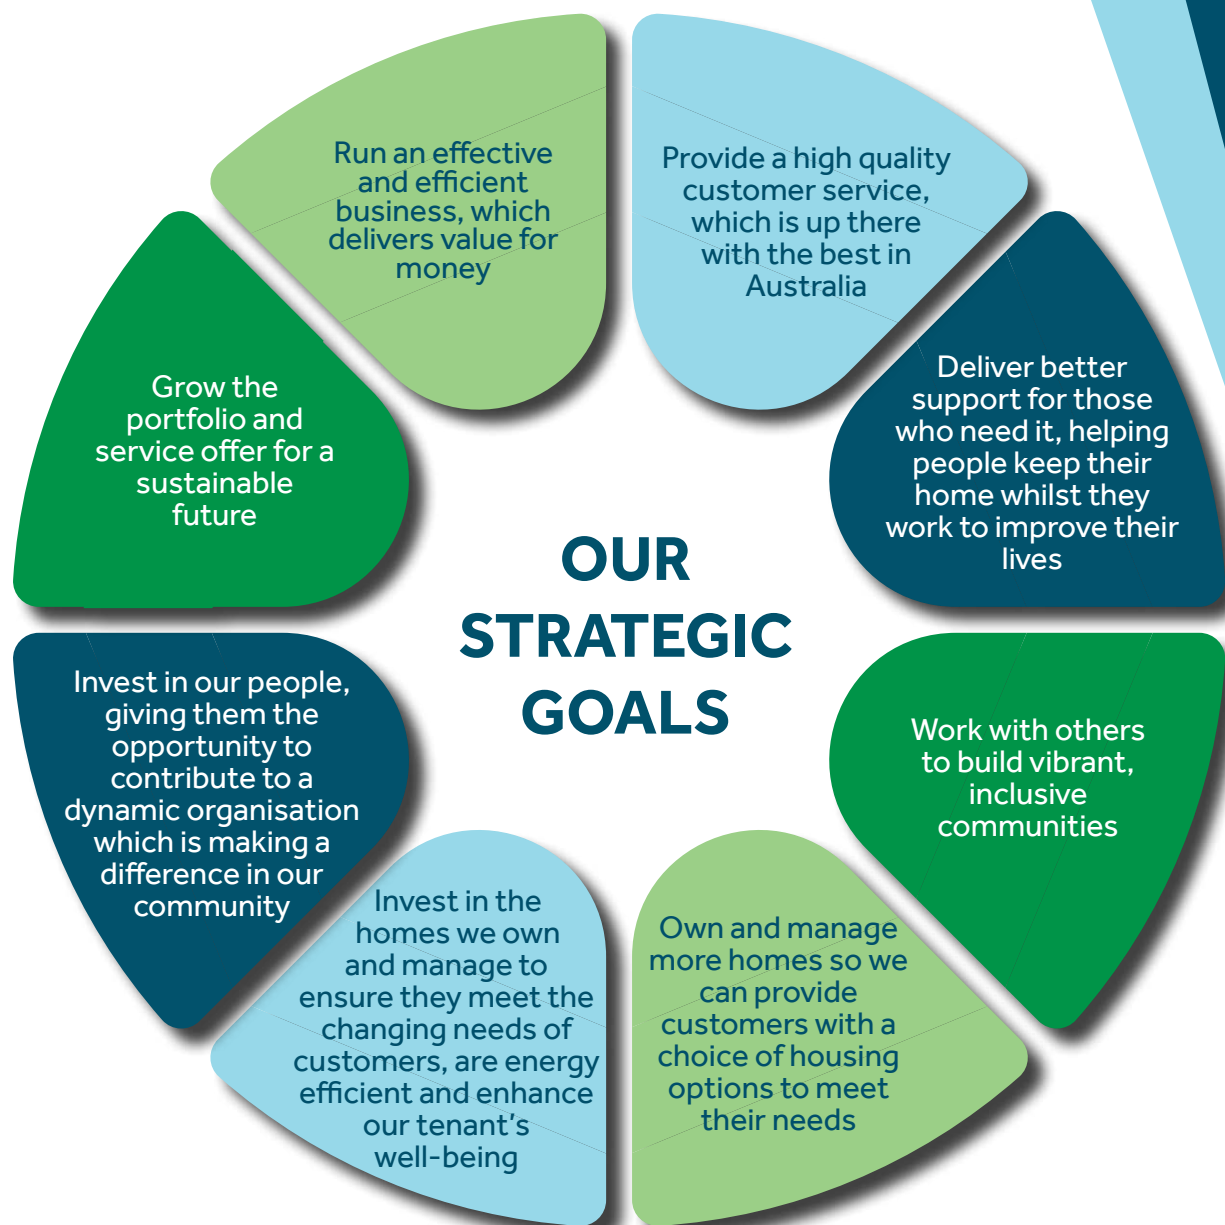 Run an effective
and efficient
business, which
delivers value for
money
Provide a high quality
customer service,
which is up there
with the best in
Australia
Deliver better
support for those
who need it, helping
people keep their
home whilst they
work to improve their
lives
Work with others
to build vibrant,
inclusive
communities
Own and manage
more homes so we
can provide
customers with a
choice of housing
options to meet
their needs
Invest in the
homes we own
and manage to
ensure they meet the
changing needs of
customers, are energy
efficient and enhance
our tenant's
well-being
Invest in our people,
giving them the
opportunity to
contribute to a
dynamic organisation
which is making a
difference in our
community
Grow the
portfolio and
service offer for a
sustainable
future
OUR
STRATEGIC
GOALS